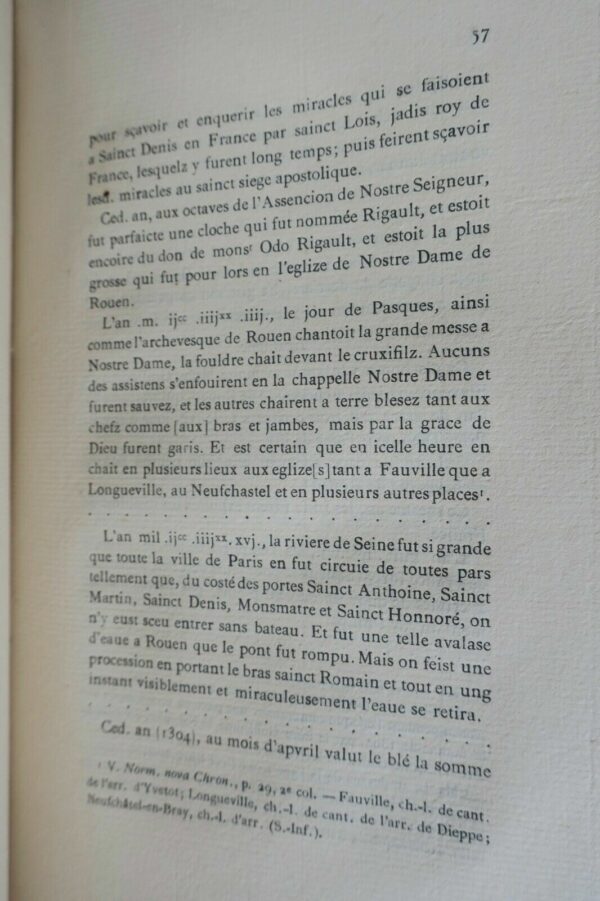 57
pour sçavoir et enquerir les miracles qui se faisoient
a Sainct Denis en France par sainct Lois, jadis roy de
France, lesquelz y furent long temps; puis feirent sçavoir
lesd. miracles au sainct siege apostolique.
Ced. an, aux octaves de l'Assencion de Nostre Seigneur,
fut parfaicte une cloche qui fut nommée Rigault, et estoit
encoire du don de monsʳ Odo Rigault, et estoit la plus
grosse qui fut pour lors en l'eglize de Nostre Dame de
Rouen.
L'an .m. ijᶜᶜ .iiijˣˣ .iiij., le jour de Pasques, ainsi
comme l'archevesque de Rouen chantoit la grande messe a
Nostre Dame, la fouldre chait devant le cruxifilz. Aucuns
des assistens s'enfouirent en la chappelle Nostre Dame et
furent sauvez, et les autres chairent a terre blesez tant aux
chefz comme [aux] bras et jambes, mais par la grace de
Dieu furent garis. Et est certain que en icelle heure en
chait en plusieurs lieux aux eglize[s] tant a Fauville que a
Longueville, au Neufchastel et en plusieurs autres places¹.
. . . . . . . . . . . . . . . .
L'an mil .ijᶜᶜ .iiijˣˣ. xvj., la riviere de Seine fut si grande
que toute la ville de Paris en fut circuie de toutes pars
tellement que, du costé des portes Sainct Anthoine, Sainct
Martin, Sainct Denis, Monsmatre et Sainct Honnoré, on
n'y eust sceu entrer sans bateau. Et fut une telle avalase
d'eaue a Rouen que le pont fut rompu. Mais on feist une
procession en portant le bras sainct Romain et tout en ung
instant visiblement et miraculeusement l'eaue se retira.
. . . . . . . . . . . . . . . .
Ced. an (1304), au mois d'apvril valut le blé la somme
¹ V. Norm. nova Chron., p. 29, 2ᵉ col. — Fauville, ch.-l. de cant.
de l'arr. d'Yvetot; Longueville, ch.-l. de cant. de l'arr. de Dieppe;
Neufchâtel-en-Bray, ch.-l. d'arr. (S.-Inf.).